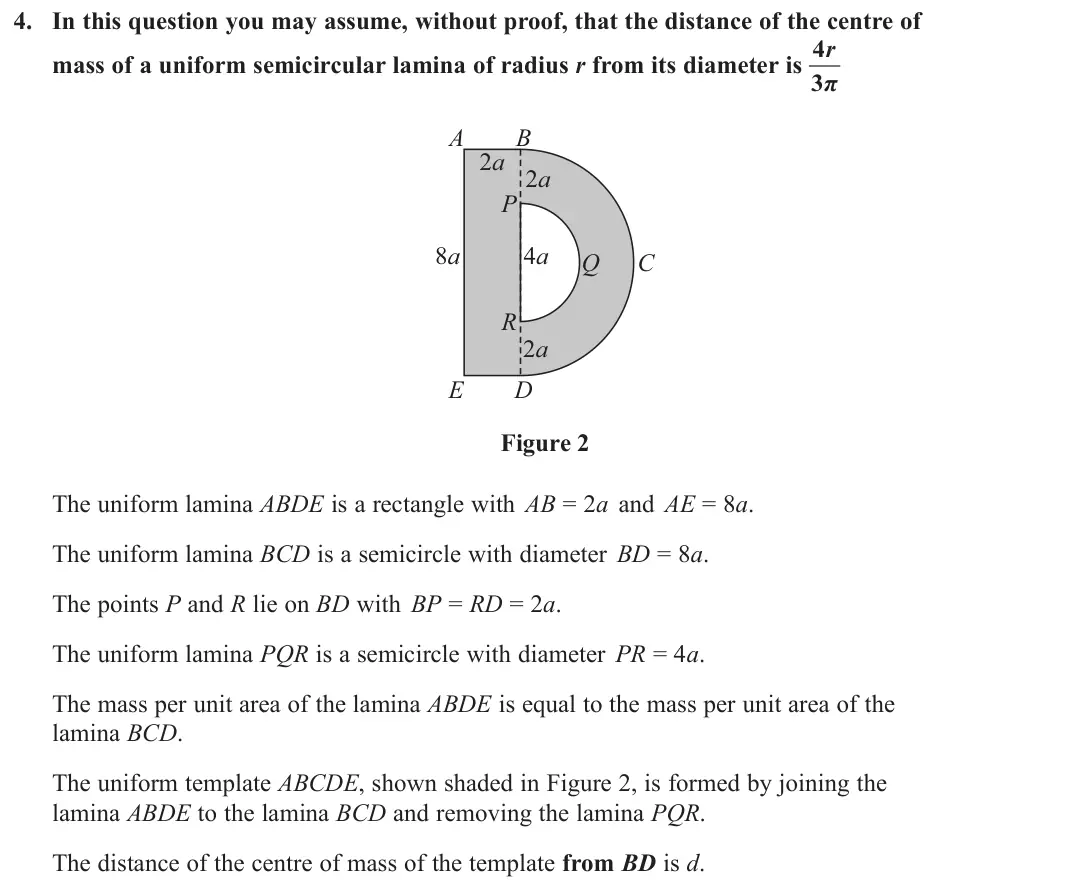 4. In this question you may assume, without proof, that the distance of the centre of
mass of a uniform semicircular lamina of radius r from its diameter is 4r/3π
A B
2a
2a
P
8a 4a Q C
R
2a
E D
Figure 2
The uniform lamina ABDE is a rectangle with AB = 2a and AE = 8a.
The uniform lamina BCD is a semicircle with diameter BD = 8a.
The points P and R lie on BD with BP = RD = 2a.
The uniform lamina PQR is a semicircle with diameter PR = 4a.
The mass per unit area of the lamina ABDE is equal to the mass per unit area of the
lamina BCD.
The uniform template ABCDE, shown shaded in Figure 2, is formed by joining the
lamina ABDE to the lamina BCD and removing the lamina PQR.
The distance of the centre of mass of the template from BD is d.